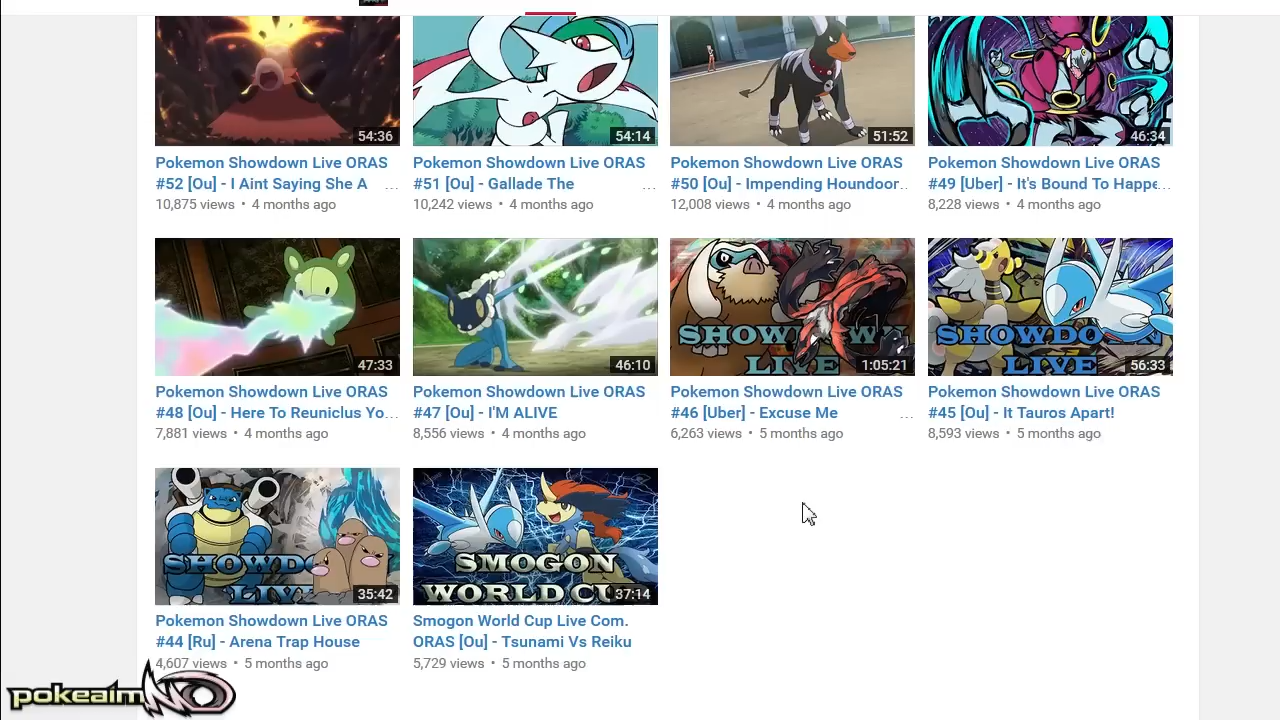 54:36
54:14
51:52
46:34
Pokemon Showdown Live ORAS
#52 [Ou] - I Aint Saying She A ...
10,875 views • 4 months ago
Pokemon Showdown Live ORAS
#51 [Ou] - Gallade The ...
10,242 views • 4 months ago
Pokemon Showdown Live ORAS
#50 [Ou] - Impending Houndoor...
12,008 views • 4 months ago
Pokemon Showdown Live ORAS
#49 [Uber] - It's Bound To Happe...
8,228 views • 4 months ago
47:33
46:10
SHOWDOWN
LIVE
1:05:21
SHOWDO
LIVE
56:33
Pokemon Showdown Live ORAS
#48 [Ou] - Here To Reuniclus Yo...
7,881 views • 4 months ago
Pokemon Showdown Live ORAS
#47 [Ou] - I'M ALIVE
8,556 views • 4 months ago
Pokemon Showdown Live ORAS
#46 [Uber] - Excuse Me ...
6,263 views • 5 months ago
Pokemon Showdown Live ORAS
#45 [Ou] - It Tauros Apart!
8,593 views • 5 months ago
SHOWDO
LIVE
35:42
SMOGON
WORLD CU
37:14
Pokemon Showdown Live ORAS
#44 [Ru] - Arena Trap House
4,607 views • 5 months ago
Smogon World Cup Live Com.
ORAS [Ou] - Tsunami Vs Reiku
5,729 views • 5 months ago
pokeaimMD